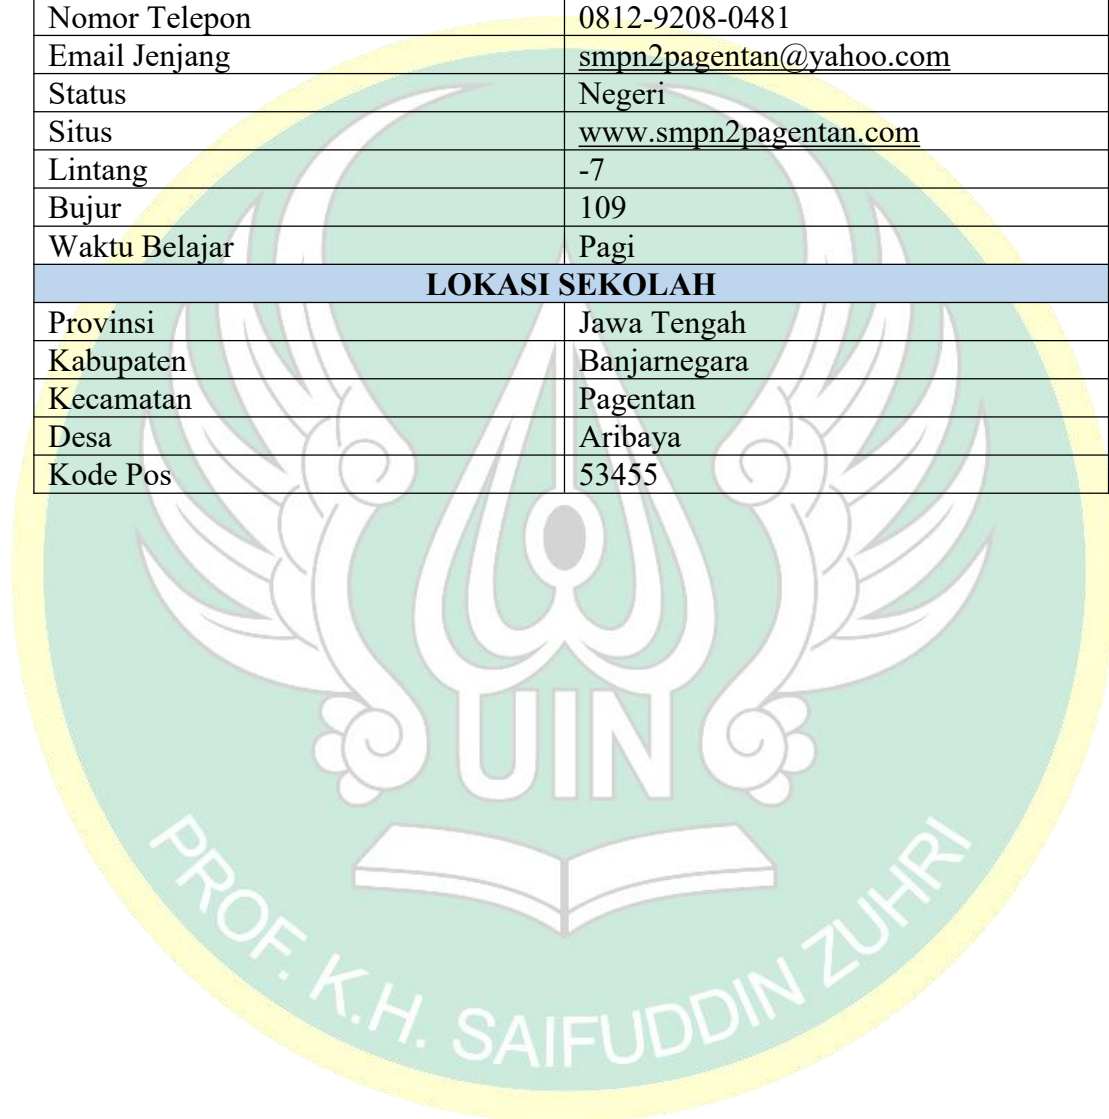 Nomor Telepon 0812-9208-0481
Email Jenjang smpn2pagentan@yahoo.com
Status Negeri
Situs www.smpn2pagentan.com
Lintang -7
Bujur 109
Waktu Belajar Pagi
LOKASI SEKOLAH
Provinsi Jawa Tengah
Kabupaten Banjarnegara
Kecamatan Pagentan
Desa Aribaya
Kode Pos 53455
UIN
PROF. K.H. SAIFUDDIN ZUHRI